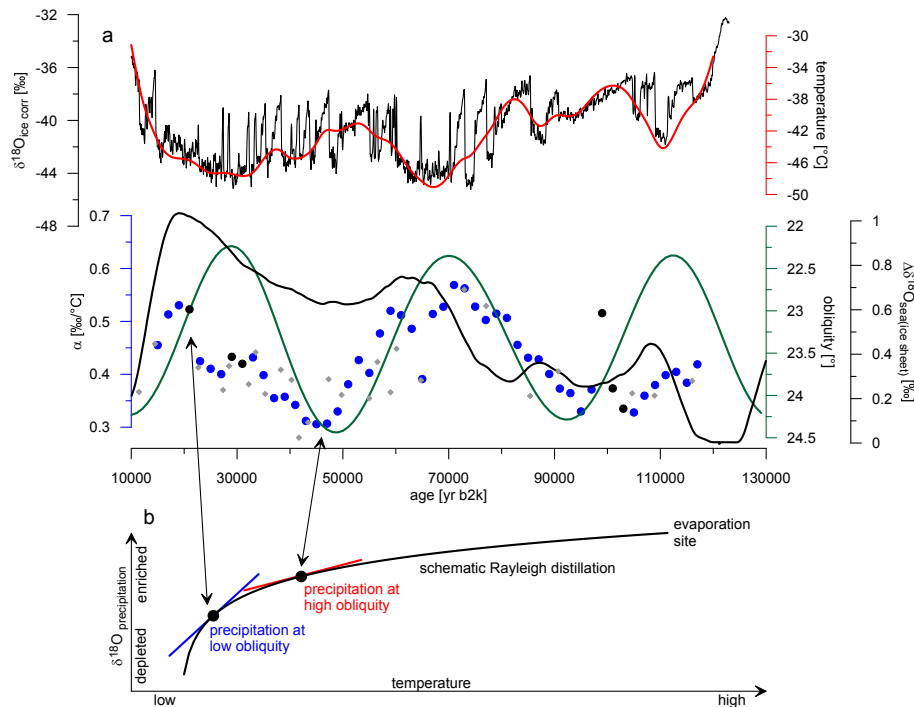 a
-32
-36
-40
-44
-48
δ18Oice corr [‰]
-30
-34
-38
-42
-46
-50
temperature [°C]
0.7
0.6
0.5
0.4
0.3
α [‰/°C]
22
22.5
23
23.5
24
24.5
obliquity [°]
1
0.8
0.6
0.4
0.2
0
Δδ18Osea(ice sheet) [‰]
10000 30000 50000 70000 90000 110000 130000
age [yr b2k]
b
δ18O precipitation
depleted enriched
evaporation
site
schematic Rayleigh distillation
precipitation at
high obliquity
precipitation at
low obliquity
temperature
low high